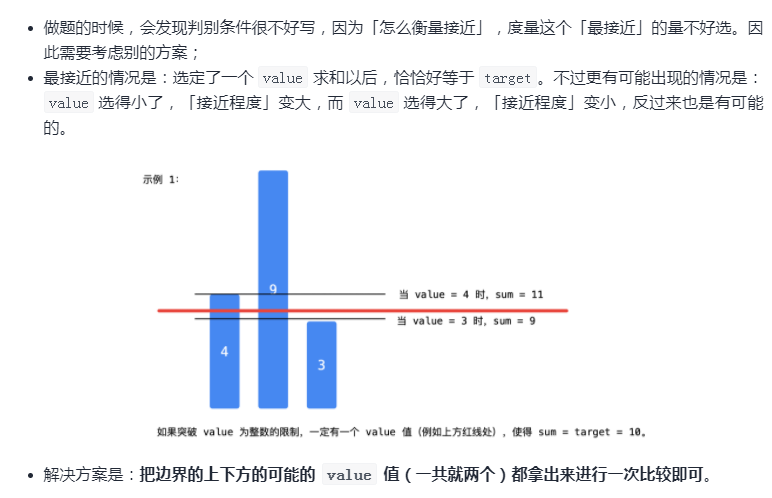 做题的时候，会发现判别条件很不好写，因为「怎么衡量接近」，度量这个「最接近」的量不好选。因
此需要考虑别的方案；
最接近的情况是：选定了一个 value 求和以后，恰恰好等于 target。不过更有可能出现的情况是：
value 选得小了，「接近程度」变大，而 value 选得大了，「接近程度」变小，反过来也是有可能
的。
示例 1:
9
当 value = 4 时, sum = 11
当 value = 3 时, sum = 9
4
3
如果突破 value 为整数的限制，一定有一个 value 值（例如上方红线处），使得 sum = target = 10。
解决方案是：把边界的上下方的可能的 value 值（一共就两个）都拿出来进行一次比较即可。